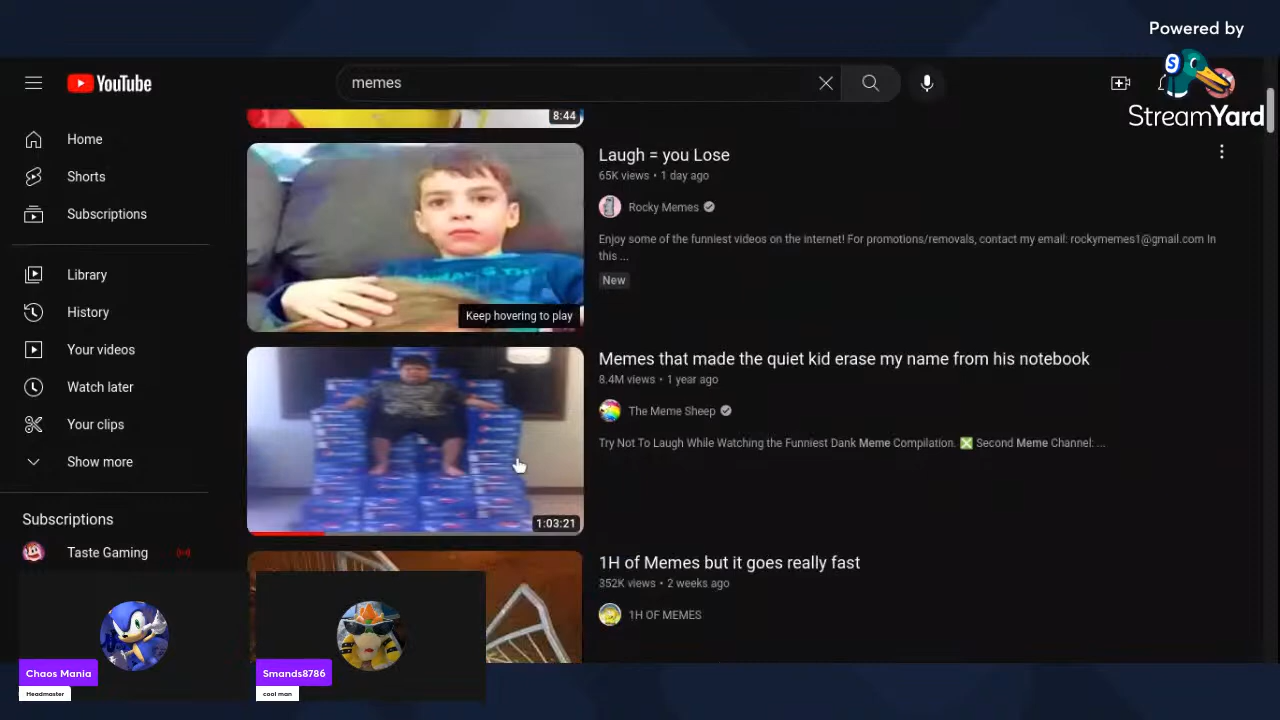 Powered by
StreamYard
YouTube
memes
Home
Shorts
Subscriptions
Library
History
Your videos
Watch later
Your clips
Show more
Subscriptions
Taste Gaming
8:44
Laugh = you Lose
65K views • 1 day ago
Rocky Memes
Enjoy some of the funniest videos on the internet! For promotions/removals, contact my email: rockymemes1@gmail.com In
this ...
New
Keep hovering to play
Memes that made the quiet kid erase my name from his notebook
8.4M views • 1 year ago
The Meme Sheep
Try Not To Laugh While Watching the Funniest Dank Meme Compilation. ❎ Second Meme Channel: ...
1:03:21
1H of Memes but it goes really fast
352K views • 2 weeks ago
1H OF MEMES
Chaos Mania
Headmaster
Smands8786
cool man